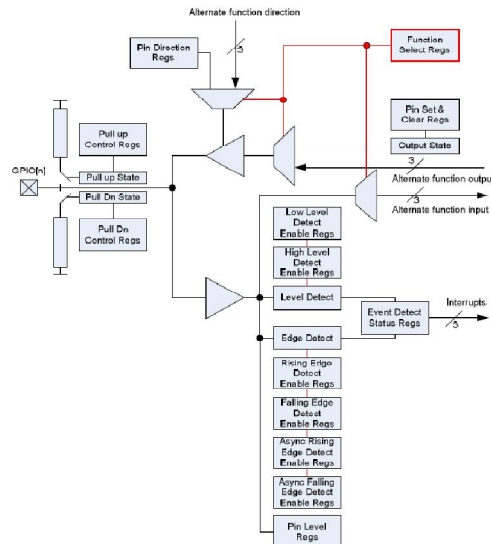 Alternate function direction
3
Pin Direction
Regs
Function
Select Regs
Pin Set &
Clear Regs
Output State
3
Alternate function output
3
Alternate function input
Pull up
Control Regs
Pull up State
GPIO[n]
Pull Dn State
Pull Dn
Control Regs
Low Level
Detect
Enable Regs
High Level
Detect
Enable Regs
Level Detect
Event Detect
Status Regs
Interrupts
3
Edge Detect
Rising Edge
Detect
Enable Regs
Falling Edge
Detect
Enable Regs
Async Rising
Edge Detect
Enable Regs
Async Falling
Edge Detect
Enable Regs
Pin Level
Regs